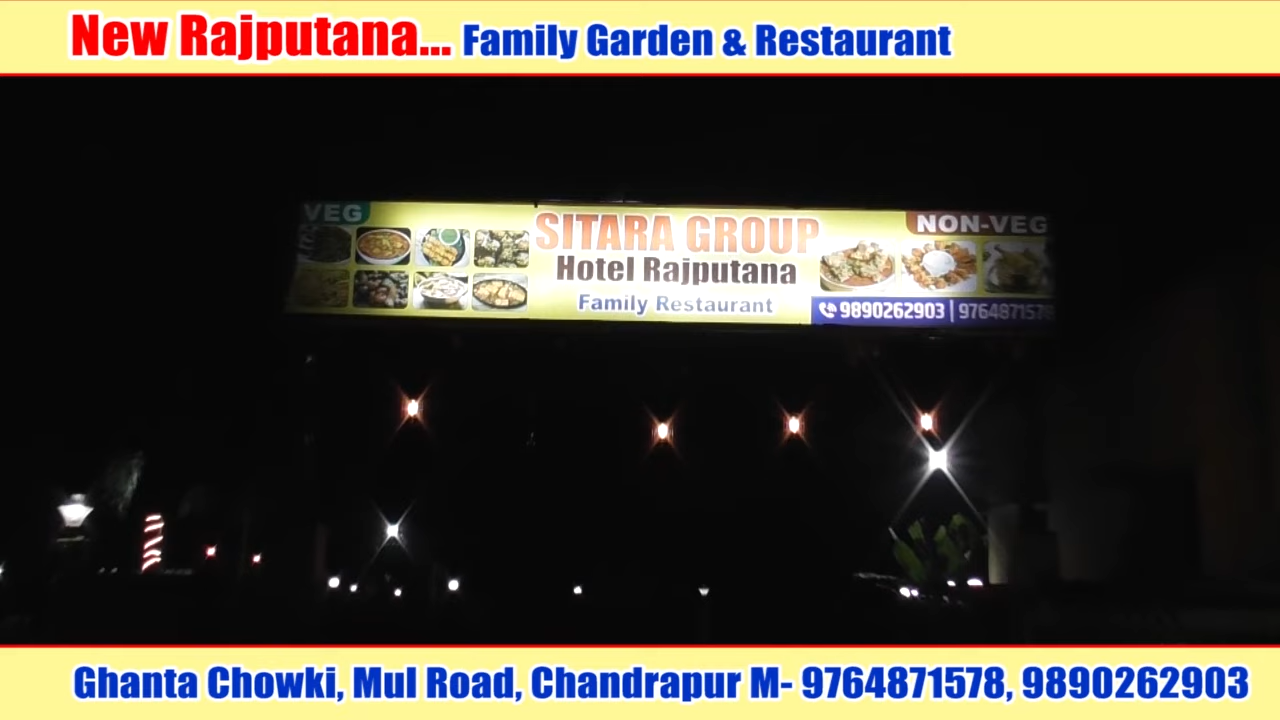 New Rajputana... Family Garden & Restaurant
VEG
SITARA GROUP
NON-VEG
Hotel Rajputana
Family Restaurant
9890262903 | 9764871578
Ghanta Chowki, Mul Road, Chandrapur M- 9764871578, 9890262903